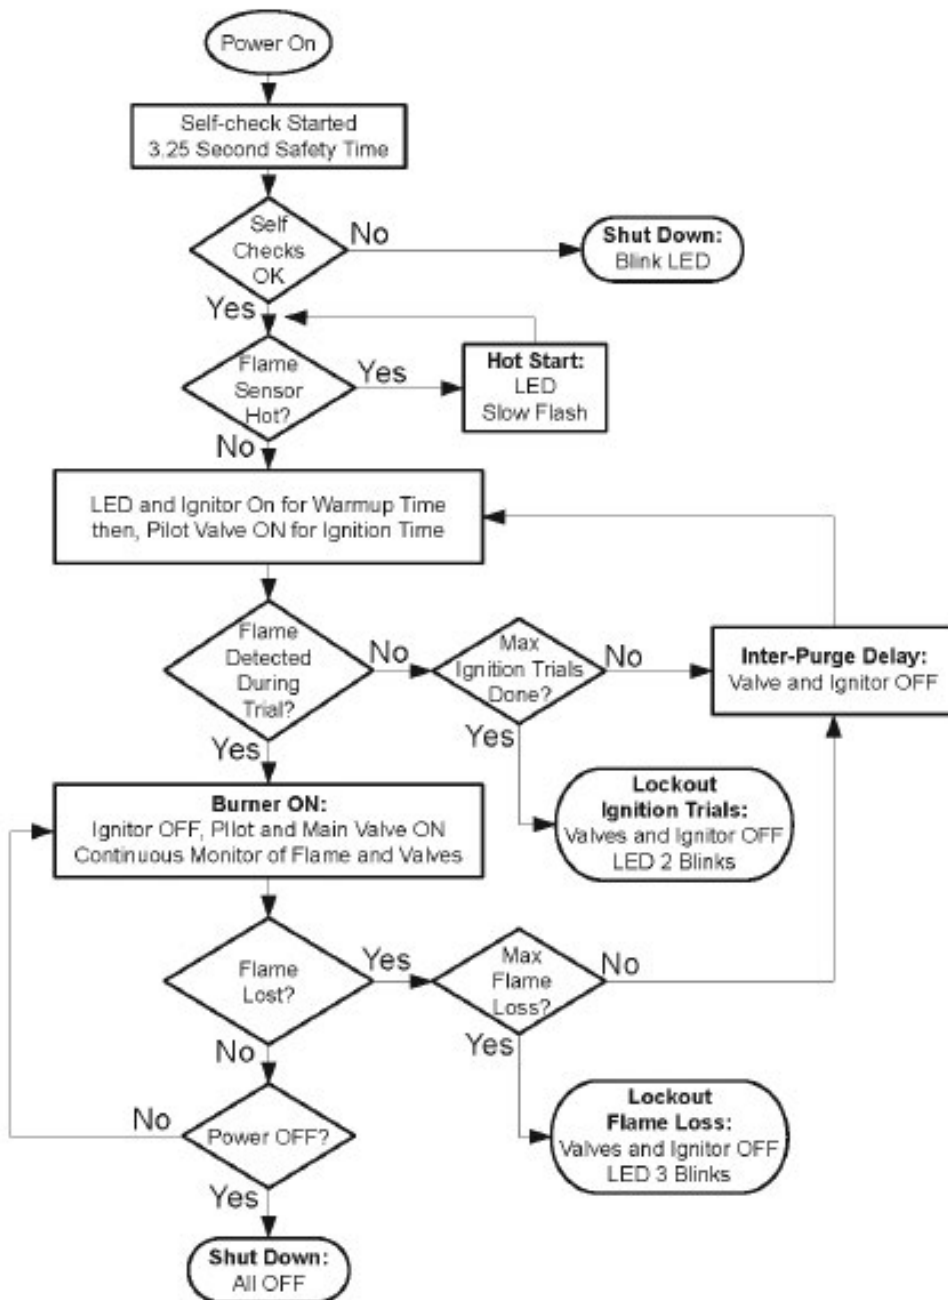 Power On
Self-check Started
3.25 Second Safety Time
Self
Checks
OK
No
Shut Down:
Blink LED
Yes
Flame
Sensor
Hot?
Yes
Hot Start:
LED
Slow Flash
No
LED and Ignitor On for Warmup Time
then, Pilot Valve ON for Ignition Time
Flame
Detected
During
Trial?
No
Max
Ignition Trials
Done?
No
Inter-Purge Delay:
Valve and Ignitor OFF
Yes
Yes
Lockout
Ignition Trials:
Valves and Ignitor OFF
LED 2 Blinks
Burner ON:
Ignitor OFF, Pilot and Main Valve ON
Continuous Monitor of Flame and Valves
Flame
Lost?
Yes
Max
Flame
Loss?
No
No
Yes
Lockout
Flame Loss:
Valves and Ignitor OFF
LED 3 Blinks
Power OFF?
No
Yes
Shut Down:
All OFF